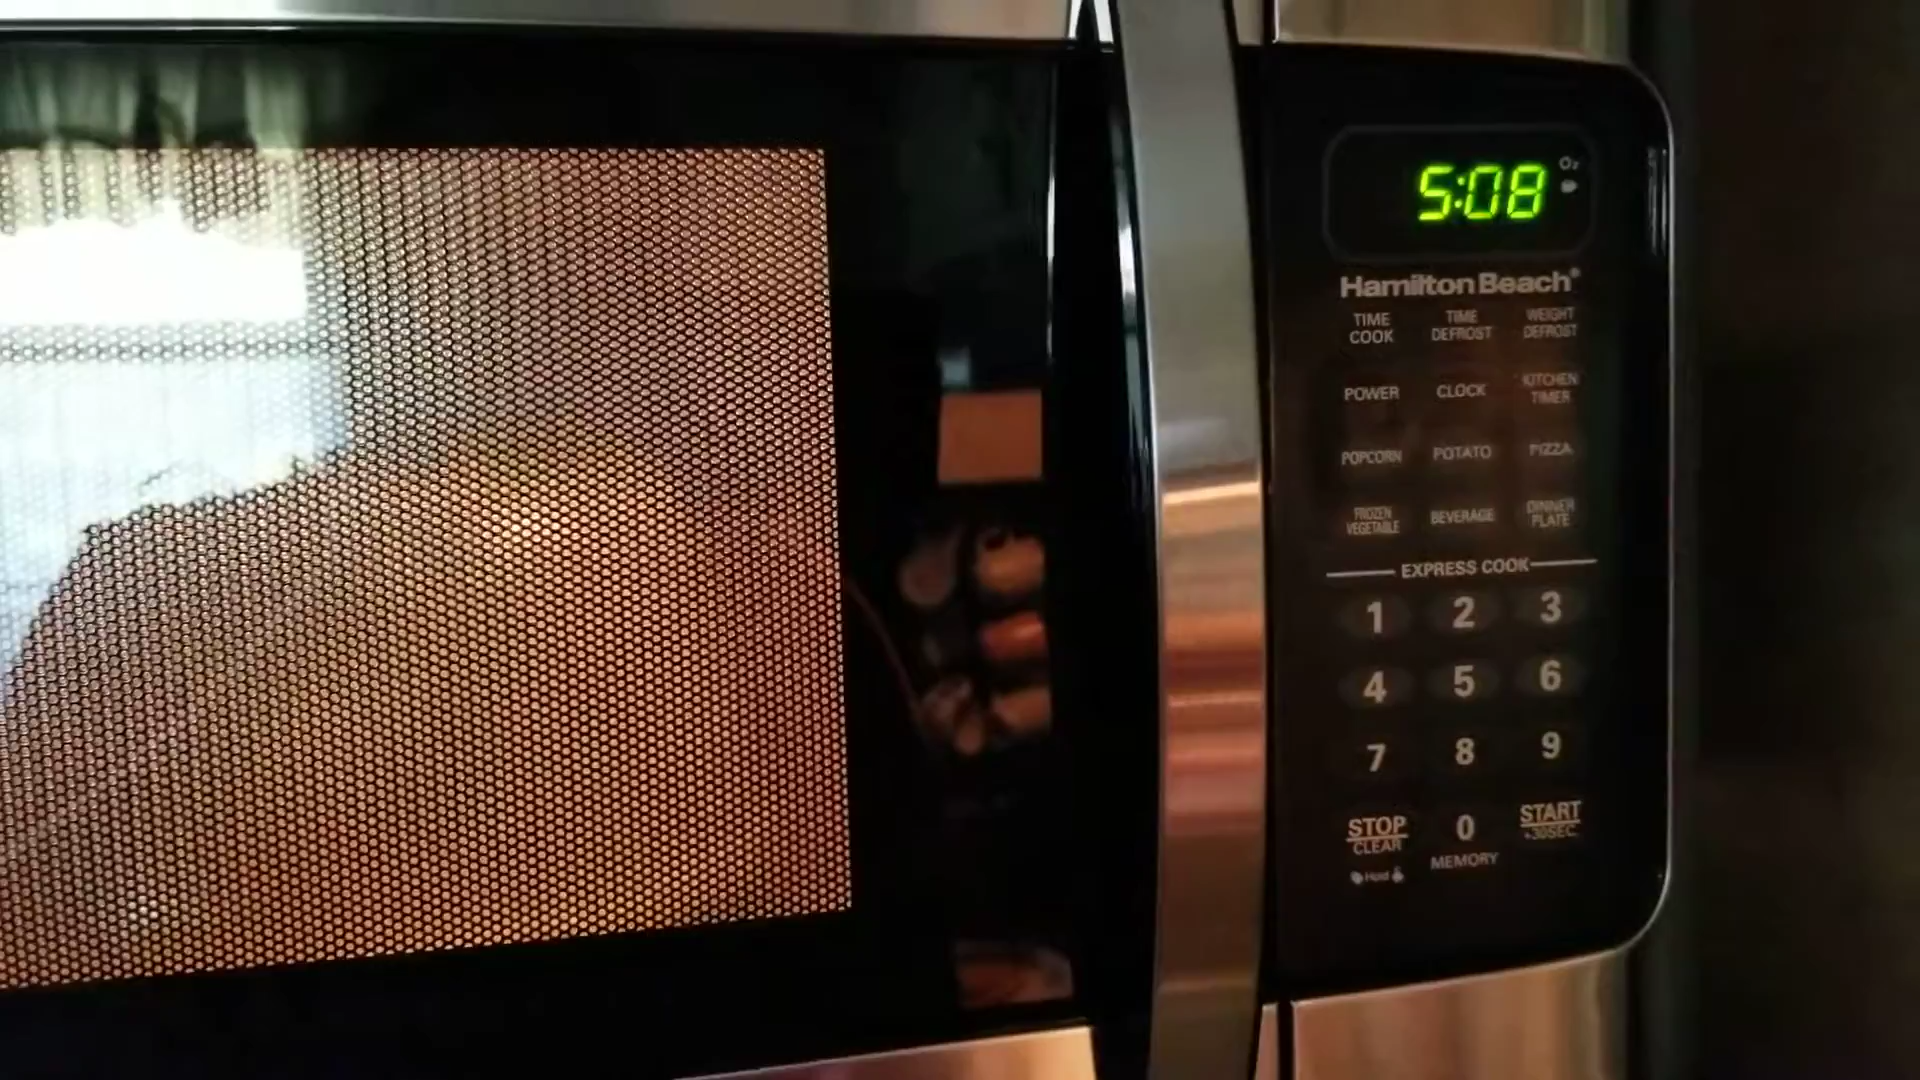 5:08
Oz
Hamilton Beach®
TIME COOK
TIME DEFROST
WEIGHT DEFROST
POWER
CLOCK
KITCHEN TIMER
POPCORN
POTATO
PIZZA
FROZEN VEGETABLE
BEVERAGE
DINNER PLATE
EXPRESS COOK
1 2 3
4 5 6
7 8 9
STOP
CLEAR
0
START
+30SEC.
Hold
MEMORY